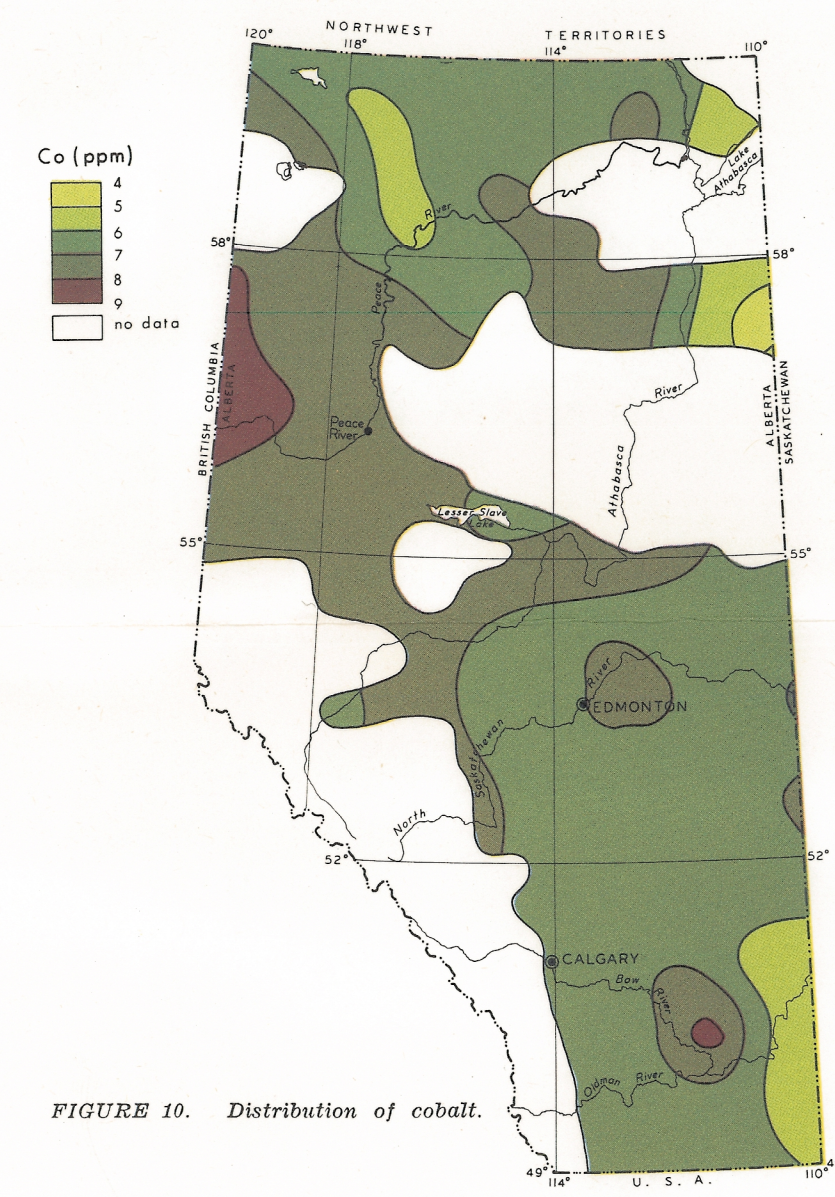 NORTHWEST TERRITORIES
120°
118°
114°
110°
Co (ppm)
4
5
6
7
8
9
no data
Lake
Athabasca
River
58°
58°
Peace
BRITISH COLUMBIA
ALBERTA
ALBERTA
SASKATCHEWAN
River
Peace
River
Athabasca
Lesser Slave
Lake
55°
55°
River
EDMONTON
Saskatchewan
North
52°
52°
CALGARY
Bow
River
Oldman River
FIGURE 10. Distribution of cobalt.
49°
114°
U. S. A.
110°
4